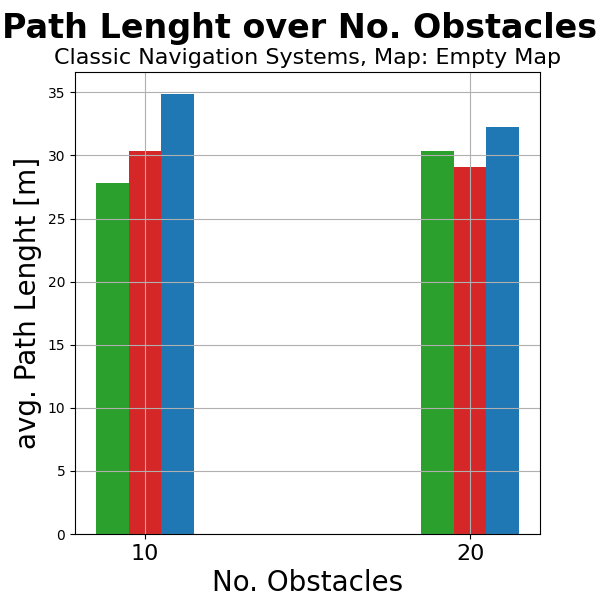 Path Lenght over No. Obstacles
Classic Navigation Systems, Map: Empty Map
avg. Path Lenght [m]
35
30
25
20
15
10
5
0
10 20
No. Obstacles